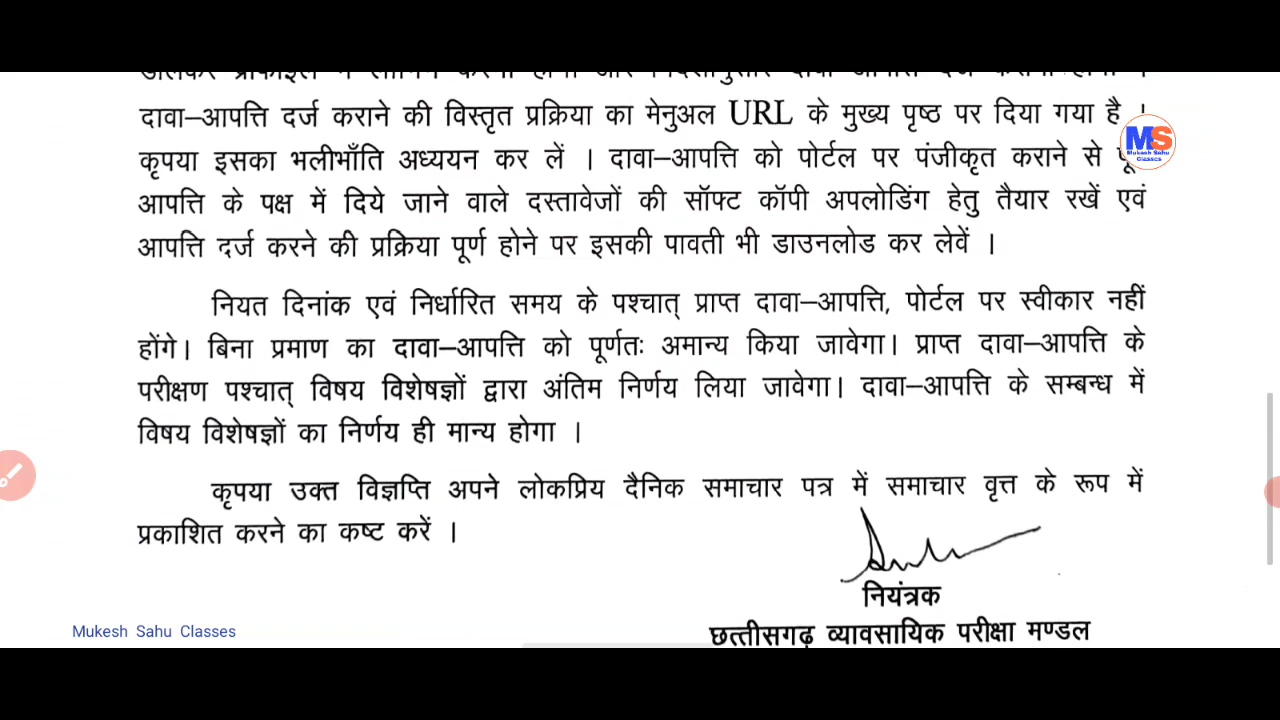 दावा–आपत्ति दर्ज कराने की विस्तृत प्रक्रिया का मेनुअल URL के मुख्य पृष्ठ पर दिया गया है ।
MS
Mukesh Sahu
Classes
कृपया इसका भलीभाँति अध्ययन कर लें । दावा–आपत्ति को पोर्टल पर पंजीकृत कराने से
आपत्ति के पक्ष में दिये जाने वाले दस्तावेजों की सॉफ्ट कॉपी अपलोडिंग हेतु तैयार रखें एवं
आपत्ति दर्ज करने की प्रक्रिया पूर्ण होने पर इसकी पावती भी डाउनलोड कर लेवें ।
नियत दिनांक एवं निर्धारित समय के पश्चात् प्राप्त दावा–आपत्ति, पोर्टल पर स्वीकार नहीं
होंगे। बिना प्रमाण का दावा–आपत्ति को पूर्णतः अमान्य किया जावेगा। प्राप्त दावा–आपत्ति के
परीक्षण पश्चात् विषय विशेषज्ञों द्वारा अंतिम निर्णय लिया जावेगा। दावा–आपत्ति के सम्बन्ध में
विषय विशेषज्ञों का निर्णय ही मान्य होगा ।
कृपया उक्त विज्ञप्ति अपने लोकप्रिय दैनिक समाचार पत्र में समाचार वृत्त के रूप में
प्रकाशित करने का कष्ट करें ।
नियंत्रक
छत्तीसगढ़ व्यावसायिक परीक्षा मण्डल
Mukesh Sahu Classes